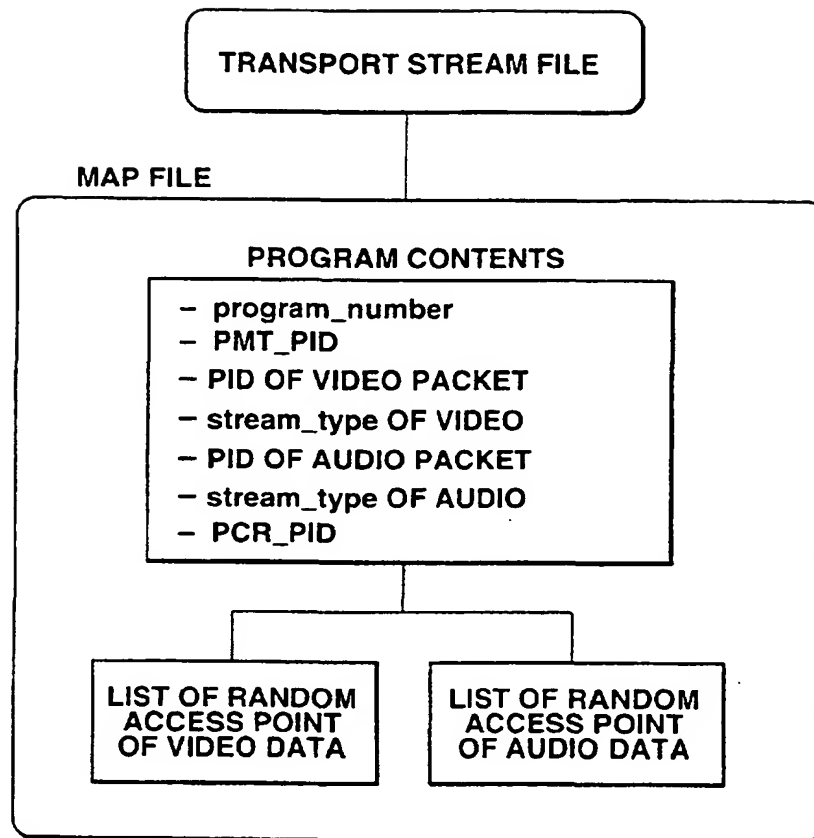 TRANSPORT STREAM FILE
MAP FILE
PROGRAM CONTENTS
– program_number
– PMT_PID
– PID OF VIDEO PACKET
– stream_type OF VIDEO
– PID OF AUDIO PACKET
– stream_type OF AUDIO
– PCR_PID
LIST OF RANDOM
ACCESS POINT
OF VIDEO DATA
LIST OF RANDOM
ACCESS POINT
OF AUDIO DATA